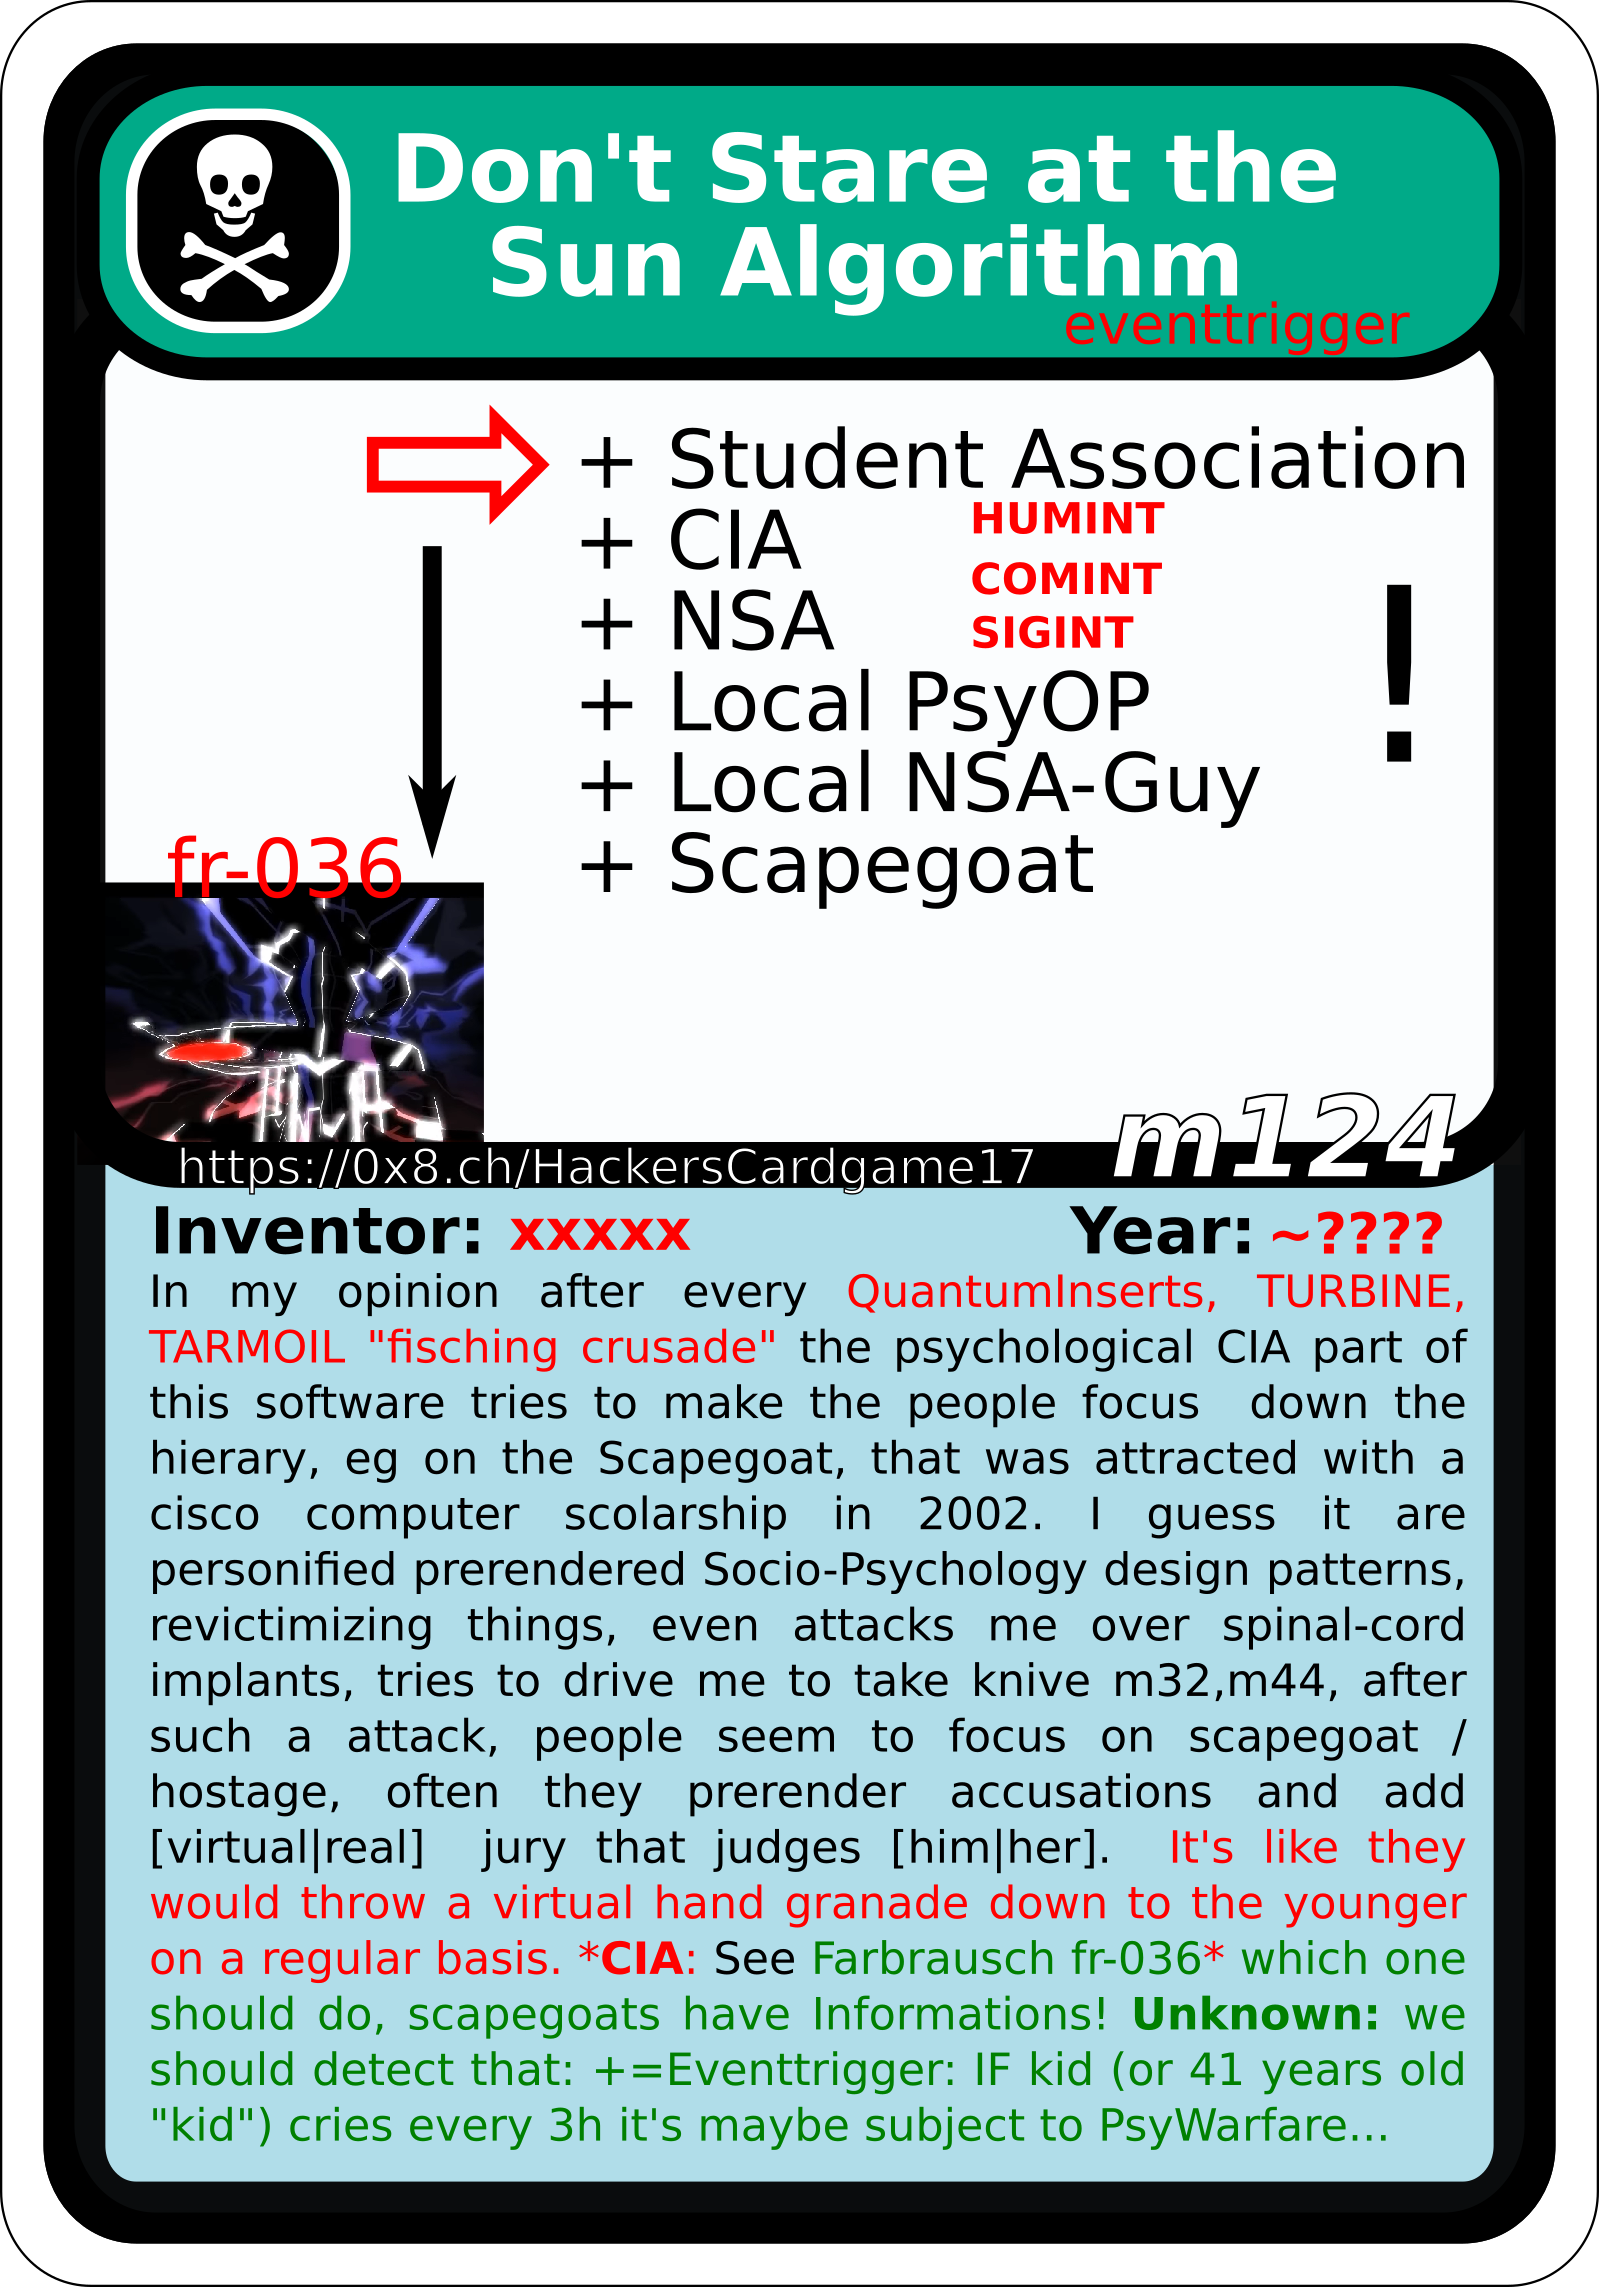 Don't Stare at the
Sun Algorithm
eventtrigger
+ Student Association
+ CIA
HUMINT
+ NSA
COMINT
SIGINT
+ Local PsyOP
+ Local NSA-Guy
+ Scapegoat
!
fr-036
https://0x8.ch/HackersCardgame17
m124
Inventor: xxxxx Year: ~????
In my opinion after every QuantumInserts, TURBINE,
TARMOIL "fisching crusade" the psychological CIA part of
this software tries to make the people focus down the
hierary, eg on the Scapegoat, that was attracted with a
cisco computer scolarship in 2002. I guess it are
personified prerendered Socio-Psychology design patterns,
revictimizing things, even attacks me over spinal-cord
implants, tries to drive me to take knive m32,m44, after
such a attack, people seem to focus on scapegoat /
hostage, often they prerender accusations and add
[virtual|real] jury that judges [him|her]. It's like they
would throw a virtual hand granade down to the younger
on a regular basis. *CIA: See Farbrausch fr-036* which one
should do, scapegoats have Informations! Unknown: we
should detect that: +=Eventtrigger: IF kid (or 41 years old
"kid") cries every 3h it's maybe subject to PsyWarfare...